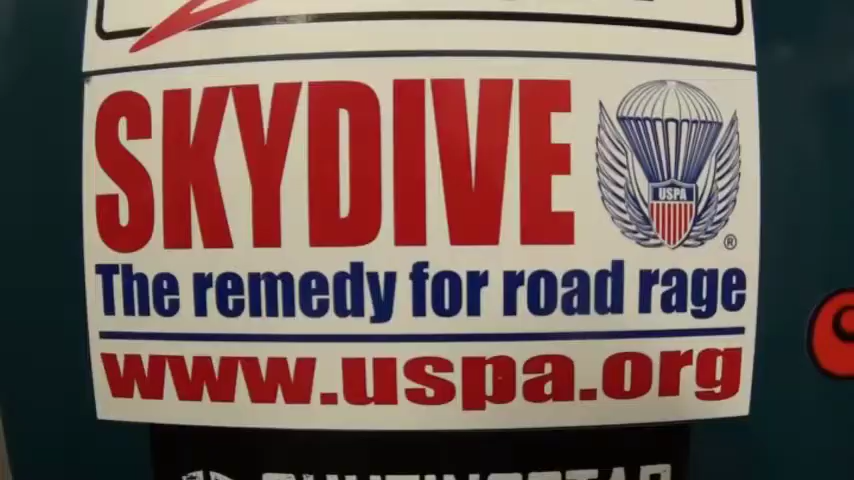 SKYDIVE
USPA
®
The remedy for road rage
www.uspa.org